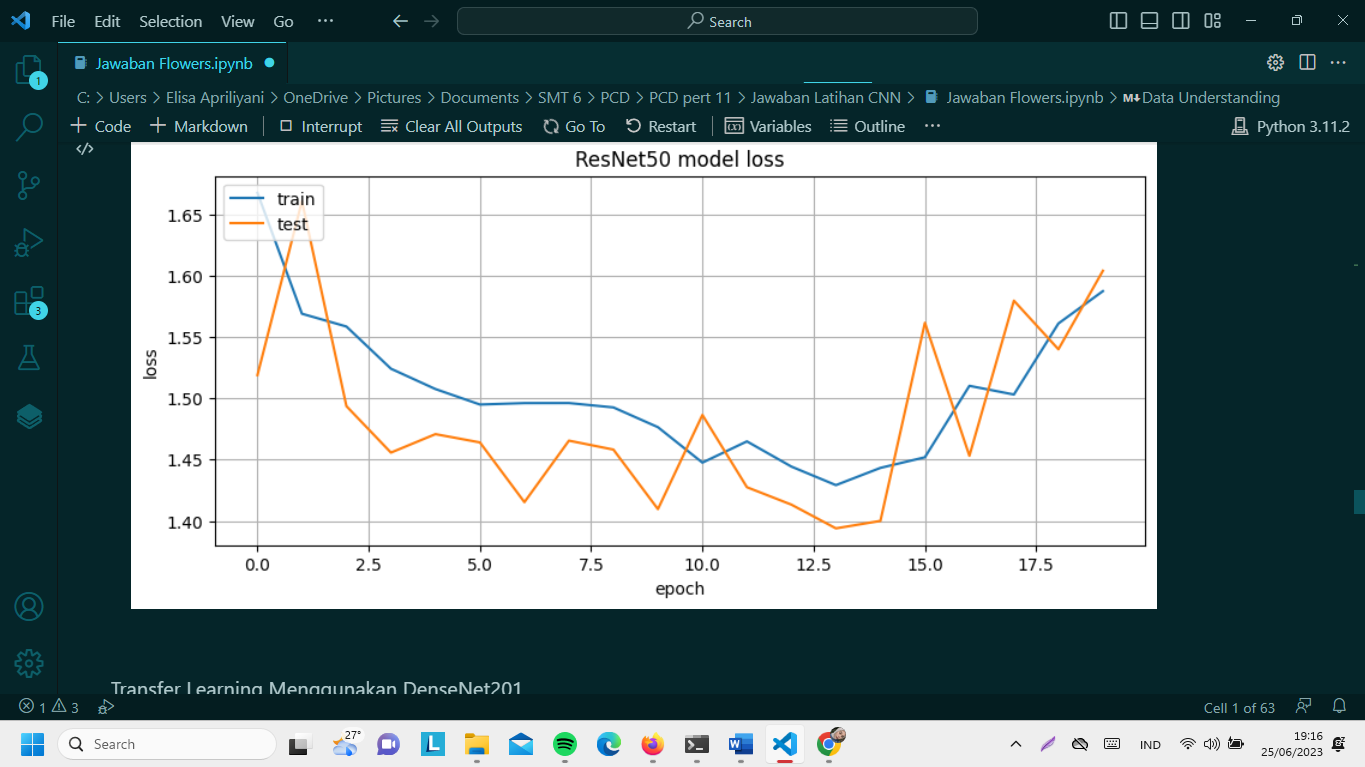 File Edit Selection View Go ··· Search
1
Jawaban Flowers.ipynb
C: > Users > Elisa Apriliyani > OneDrive > Pictures > Documents > SMT 6 > PCD > PCD pert 11 > Jawaban Latihan CNN > Jawaban Flowers.ipynb > M↓Data Understanding
+ Code + Markdown Interrupt Clear All Outputs Go To Restart (x) Variables Outline ··· Python 3.11.2
ResNet50 model loss
train
test
1.65
1.60
1.55
1.50
1.45
1.40
loss
0.0 2.5 5.0 7.5 10.0 12.5 15.0 17.5
epoch
3
Transfer Learning Menggunakan DenseNet201
1 3 Cell 1 of 63
Search 27° L W IND 19:16
25/06/2023